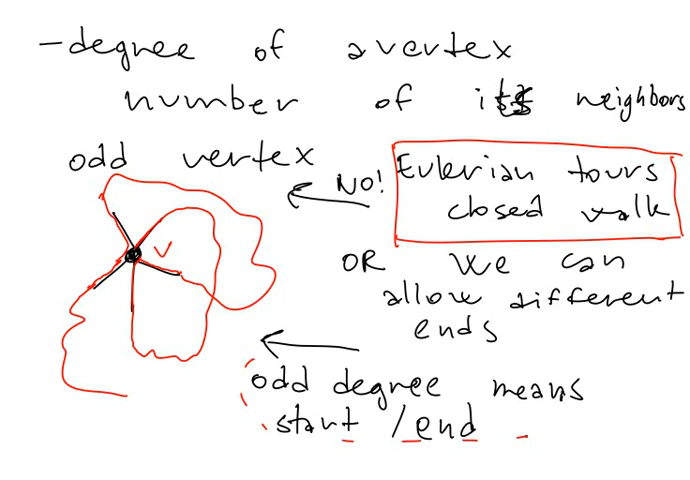 - degree of a vertex
number of its neighbors
odd vertex
NO!
Eulerian tours
closed walk
v
OR we can
allow different
ends
odd degree means
start / end